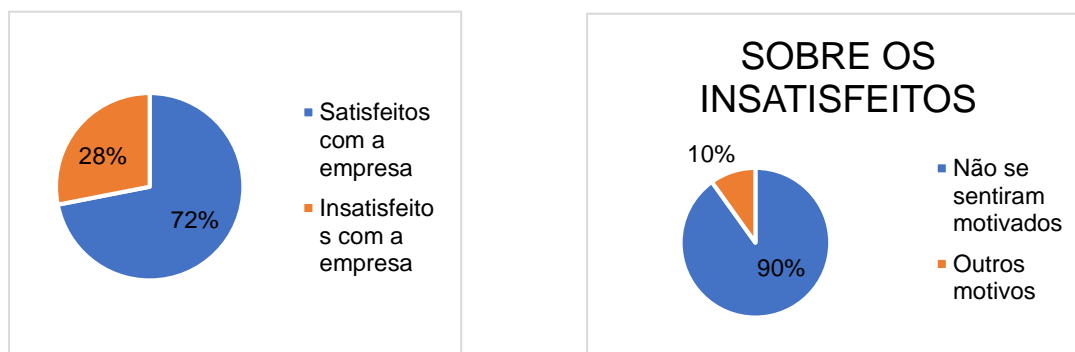 28%
72%
Satisfeitos
com a
empresa
Insatisfeito
s com a
empresa
SOBRE OS
INSATISFEITOS
10%
90%
Não se
sentiram
motivados
Outros
motivos